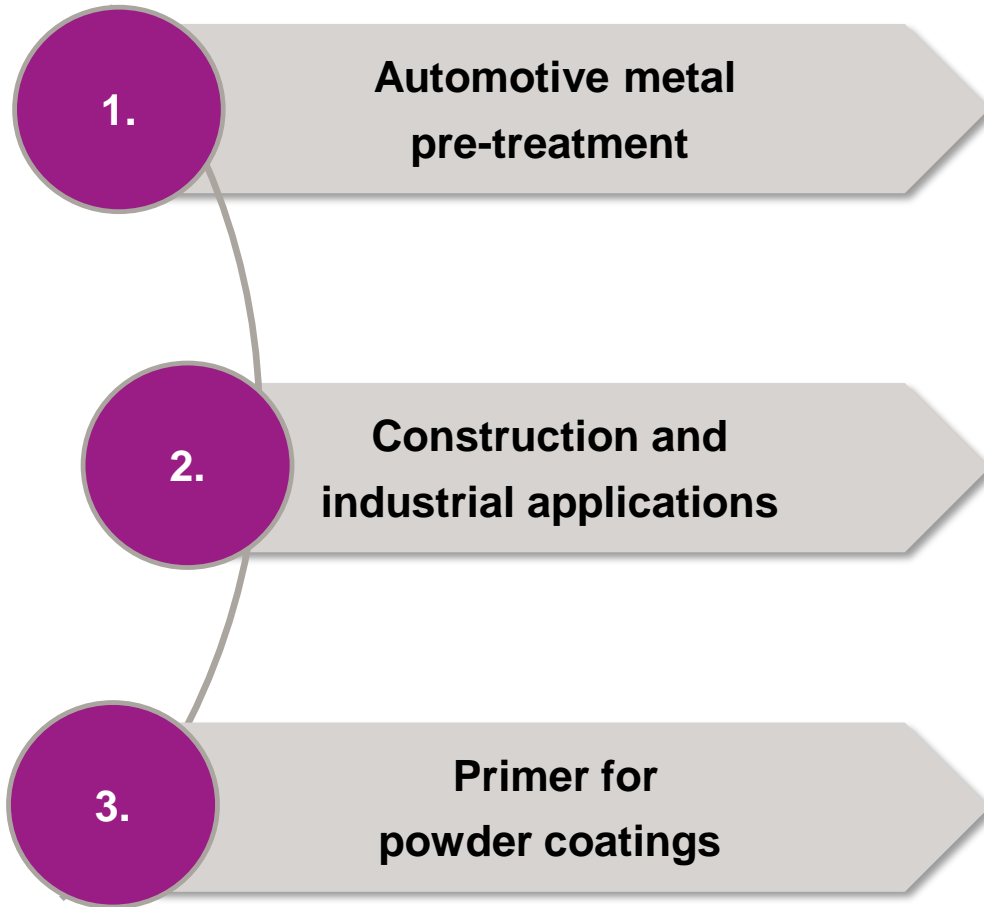 1.
Automotive metal
pre-treatment
2.
Construction and
industrial applications
3.
Primer for
powder coatings